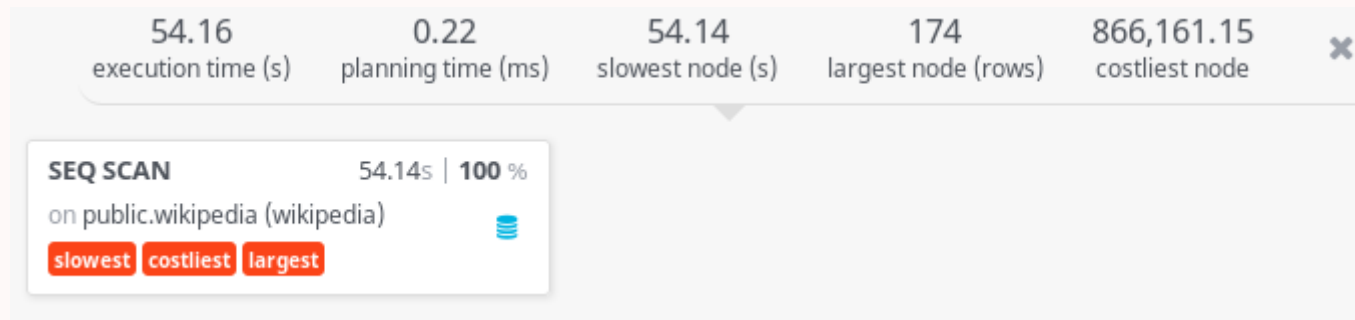 54.16 0.22 54.14 174 866,161.15
execution time (s) planning time (ms) slowest node (s) largest node (rows) costliest node
SEQ SCAN 54.14s | 100 %
on public.wikipedia (wikipedia)
slowest costliest largest